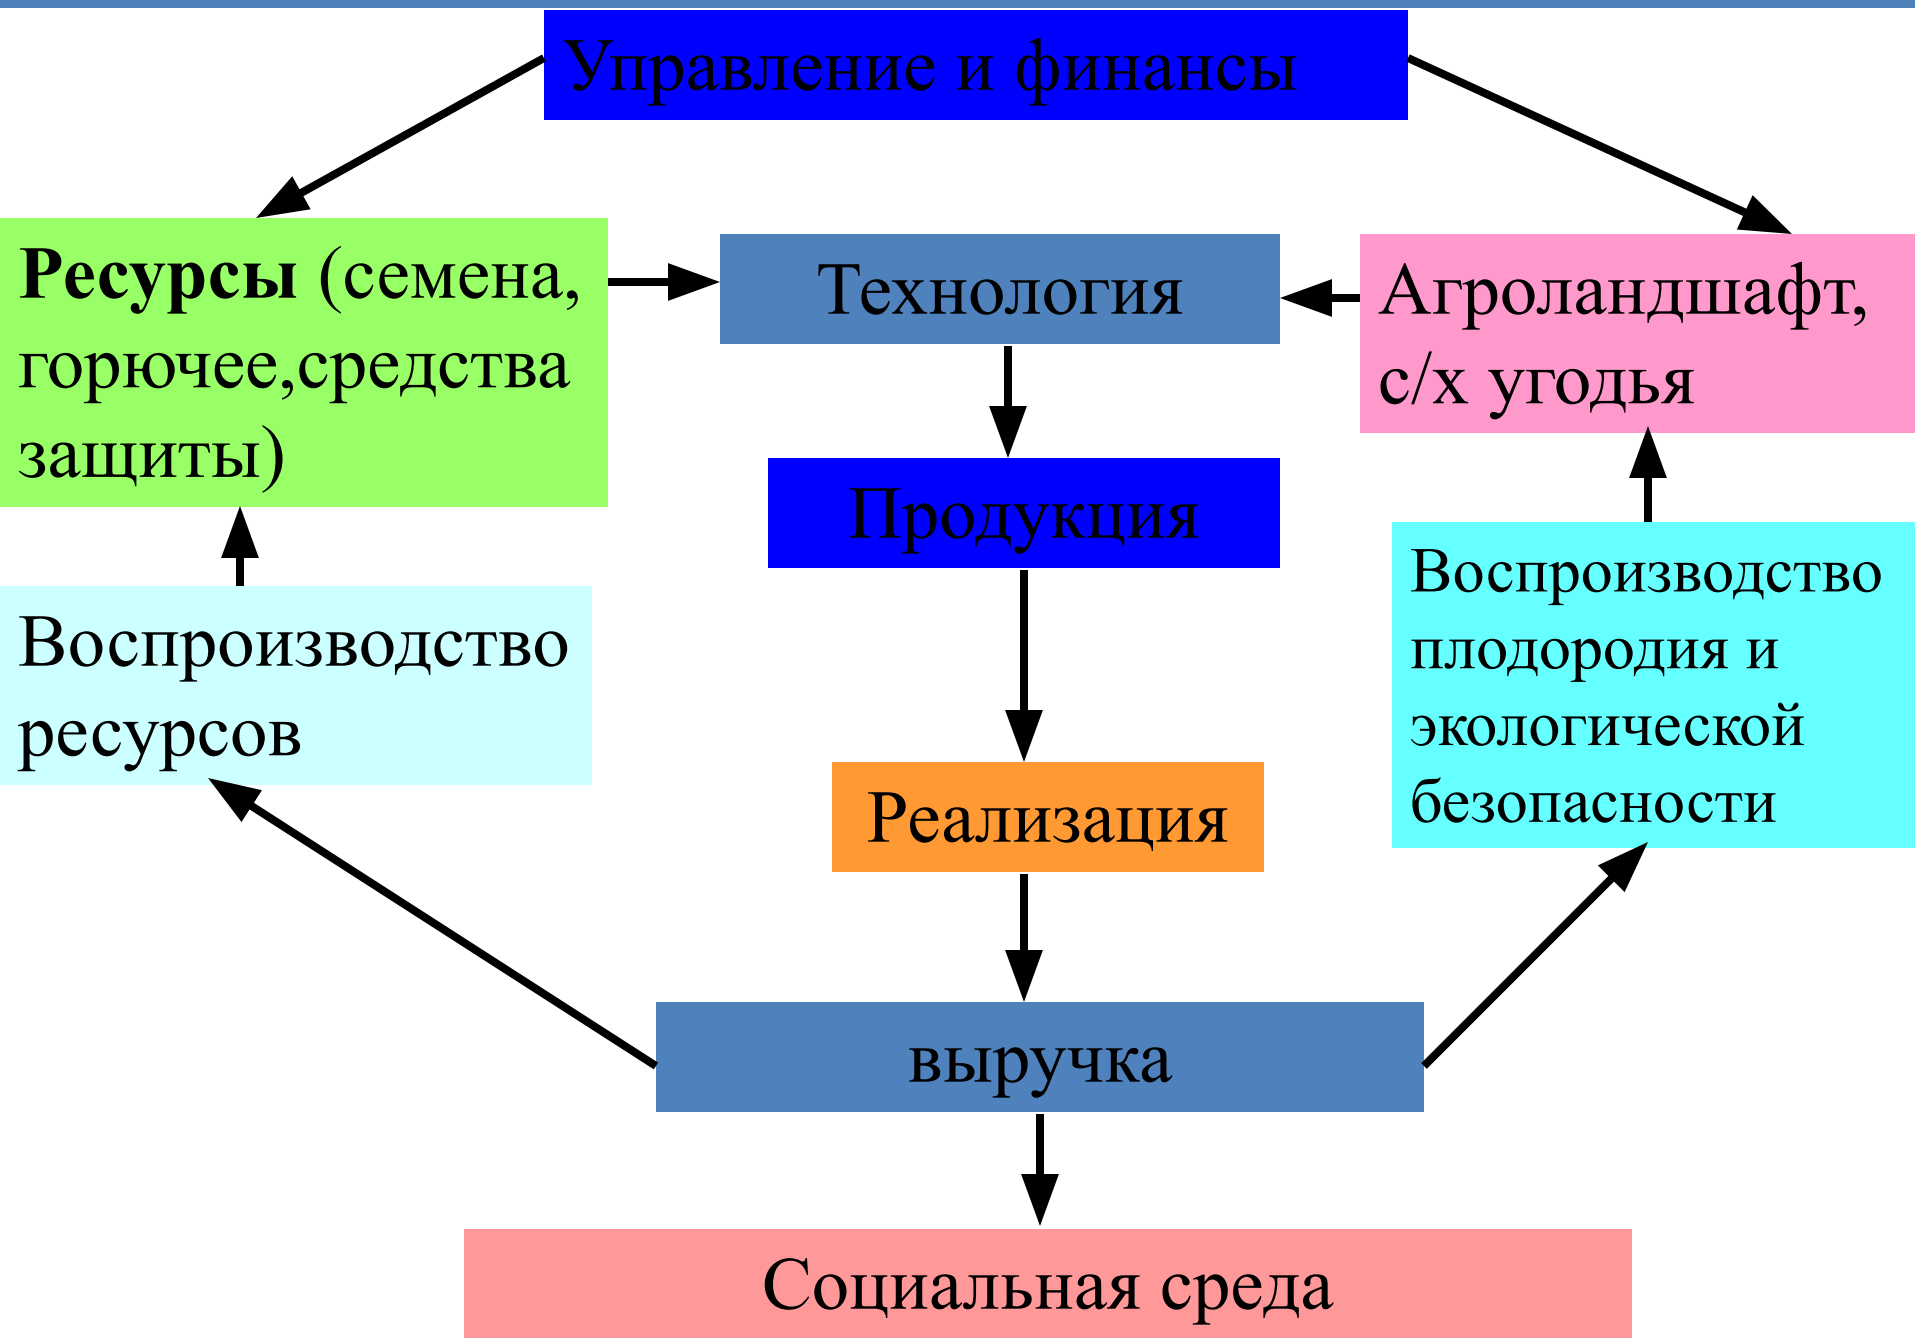 Управление и финансы
Ресурсы (семена,
горючее,средства
защиты)
Технология
Агроландшафт,
с/х угодья
Продукция
Воспроизводство
ресурсов
Воспроизводство
плодородия и
экологической
безопасности
Реализация
выручка
Социальная среда